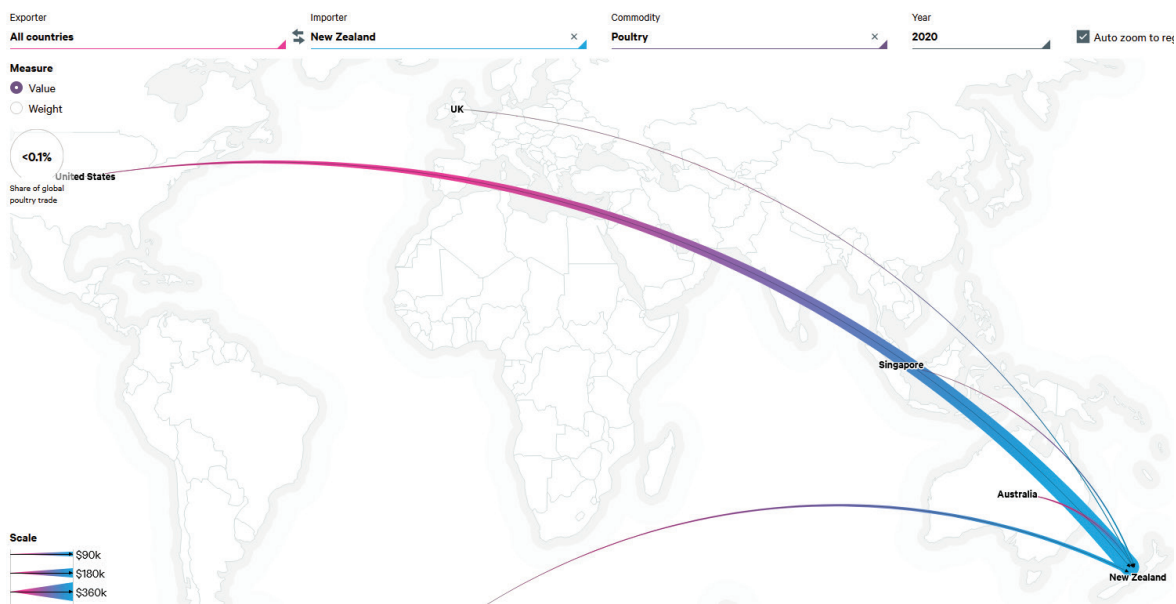 Exporter
All countries
Importer
New Zealand ×
Commodity
Poultry ×
Year
2020
Auto zoom to reg
Measure
Value
Weight
<0.1%
Share of global
poultry trade
United States
UK
Singapore
Australia
New Zealand
Scale
$90k
$180k
$360k